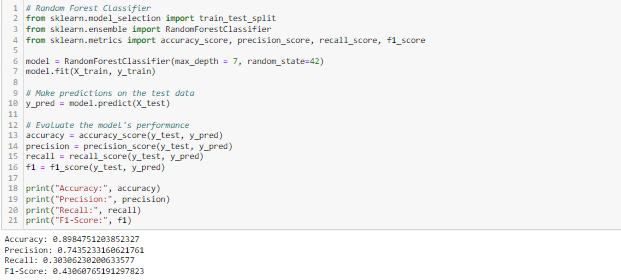 1 # Random Forest Classifier
2 from sklearn.model_selection import train_test_split
3 from sklearn.ensemble import RandomForestClassifier
4 from sklearn.metrics import accuracy_score, precision_score, recall_score, f1_score
5
6 model = RandomForestClassifier(max_depth = 7, random_state=42)
7 model.fit(X_train, y_train)
8
9 # Make predictions on the test data
10 y_pred = model.predict(X_test)
11
12 # Evaluate the model's performance
13 accuracy = accuracy_score(y_test, y_pred)
14 precision = precision_score(y_test, y_pred)
15 recall = recall_score(y_test, y_pred)
16 f1 = f1_score(y_test, y_pred)
17
18 print("Accuracy:", accuracy)
19 print("Precision:", precision)
20 print("Recall:", recall)
21 print("F1-Score:", f1)
Accuracy: 0.8984751203852327
Precision: 0.7435233160621761
Recall: 0.30306230200633577
F1-Score: 0.43060765191297823